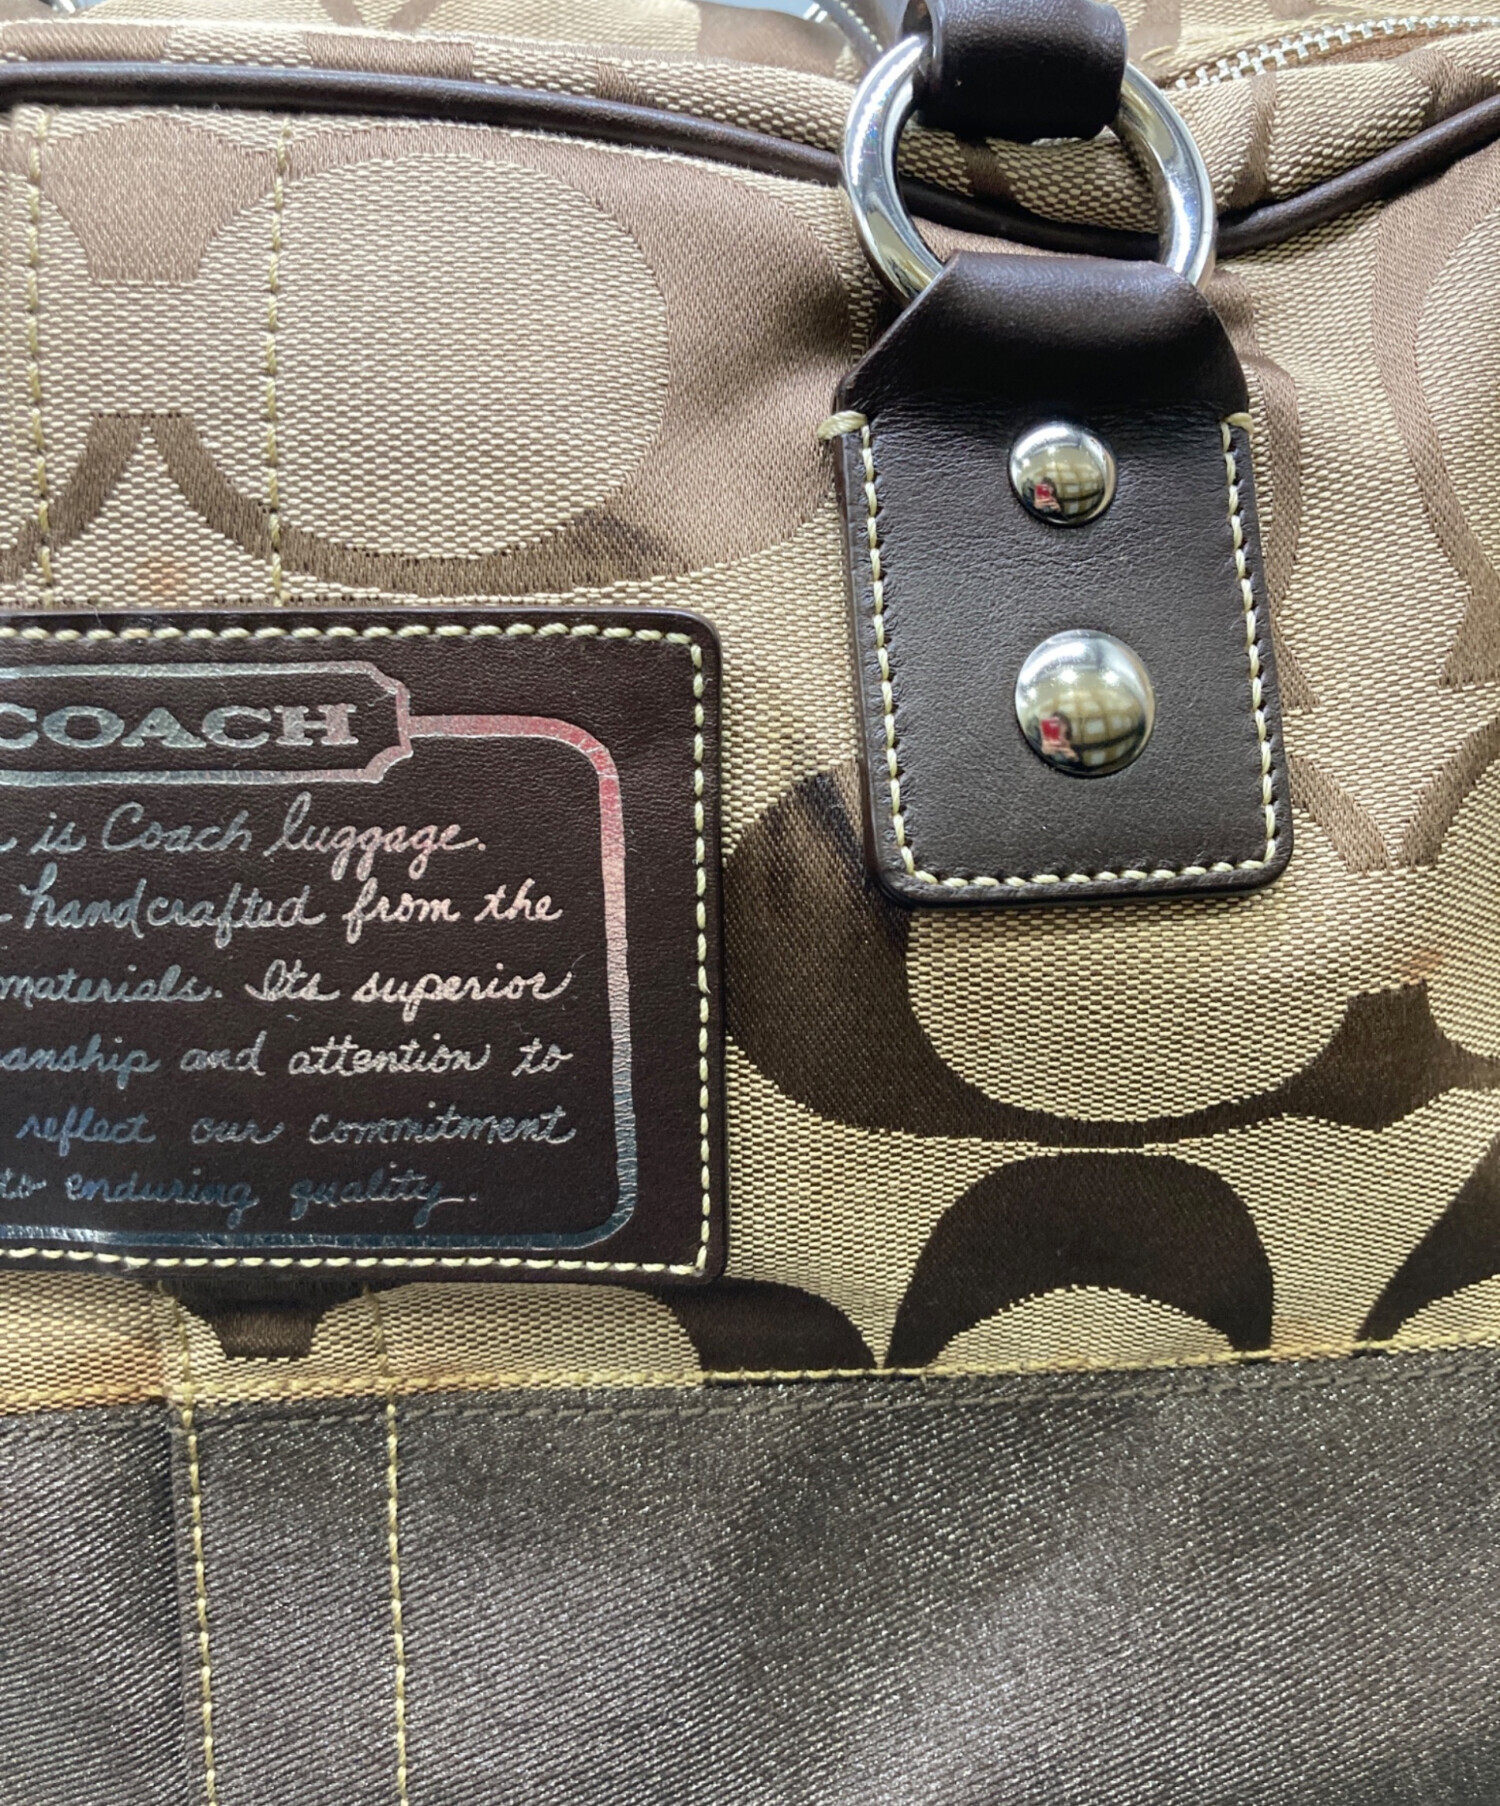 COACH
is Coach luggage.
handcrafted from the
materials. Its superior
anship and attention to
reflect our commitment
to enduring quality.